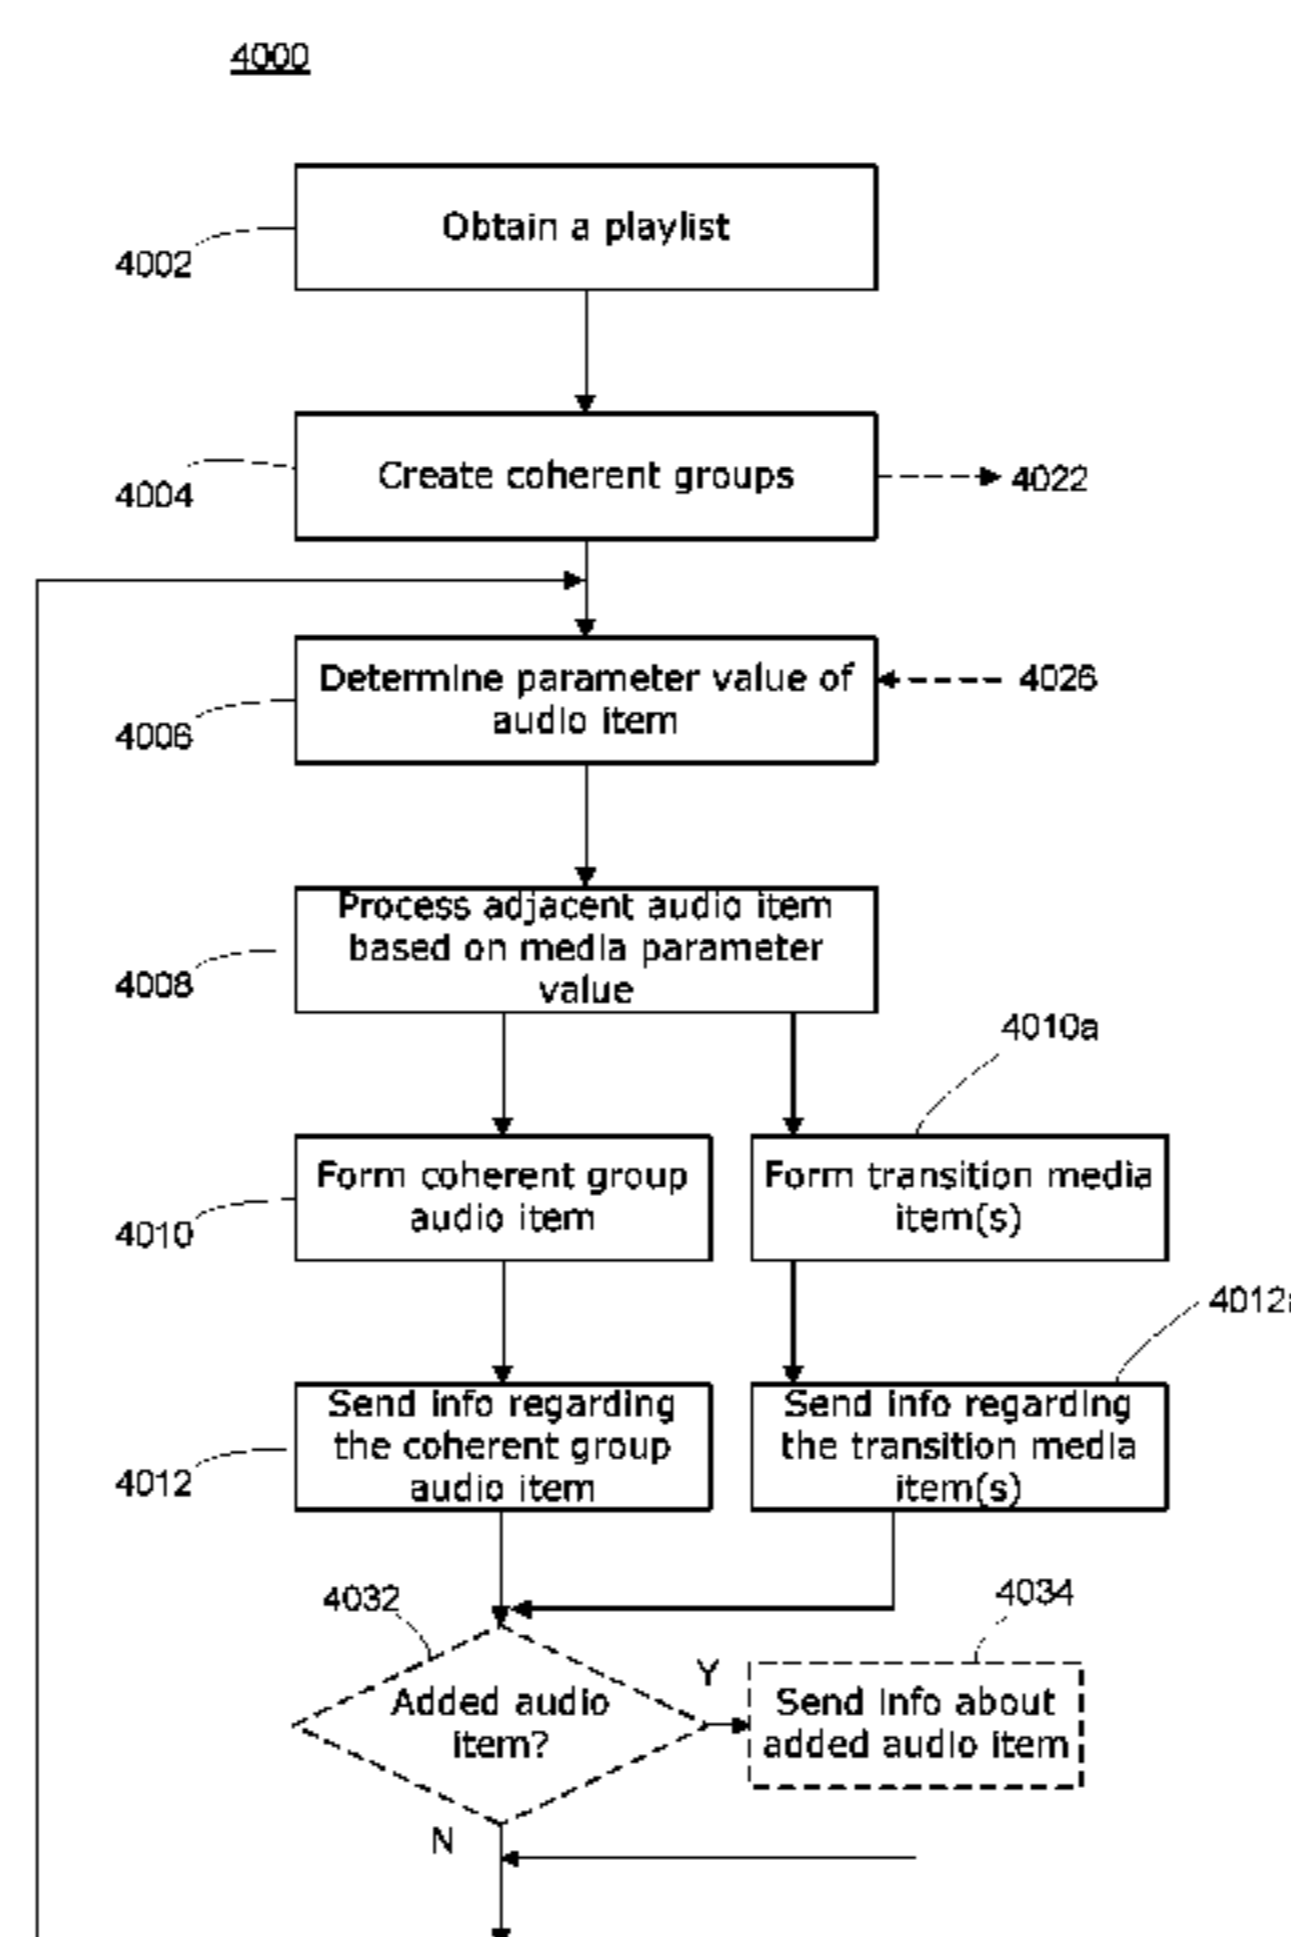 4000
Obtain a playlist
4002
Create coherent groups
4004
4022
Determine parameter value of
audio item
4006
4026
Process adjacent audio item
based on media parameter
value
4008
4010a
Form coherent group
audio item
4010
Form transition media
item(s)
4012a
Send info regarding
the coherent group
audio item
4012
Send info regarding
the transition media
item(s)
4032
4034
Added audio
item?
Y
Send info about
added audio item
N